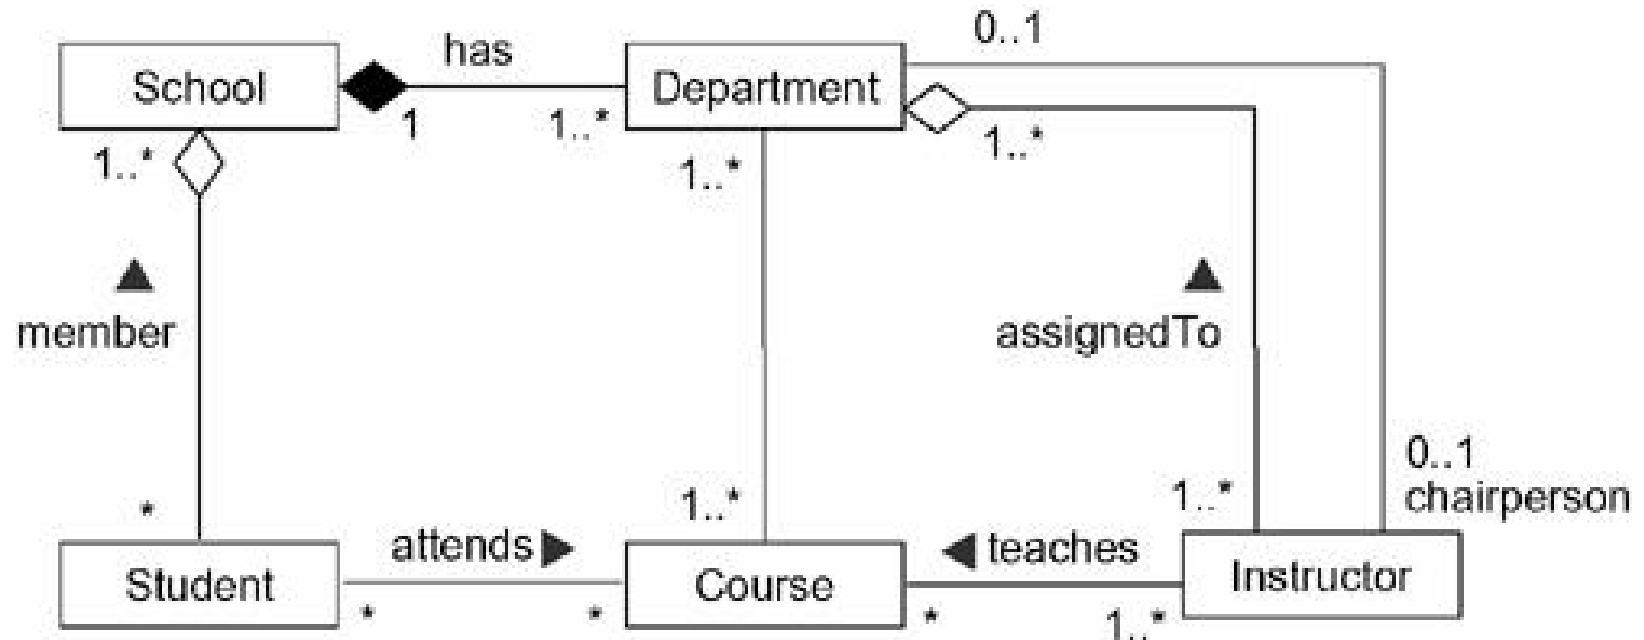 0..1
has
School
Department
1
1..*
1..*
1..*
1..*
member
assignedTo
0..1
chairperson
*
1..*
1..*
attends
teaches
Student
Course
Instructor
*
*
*
1..*